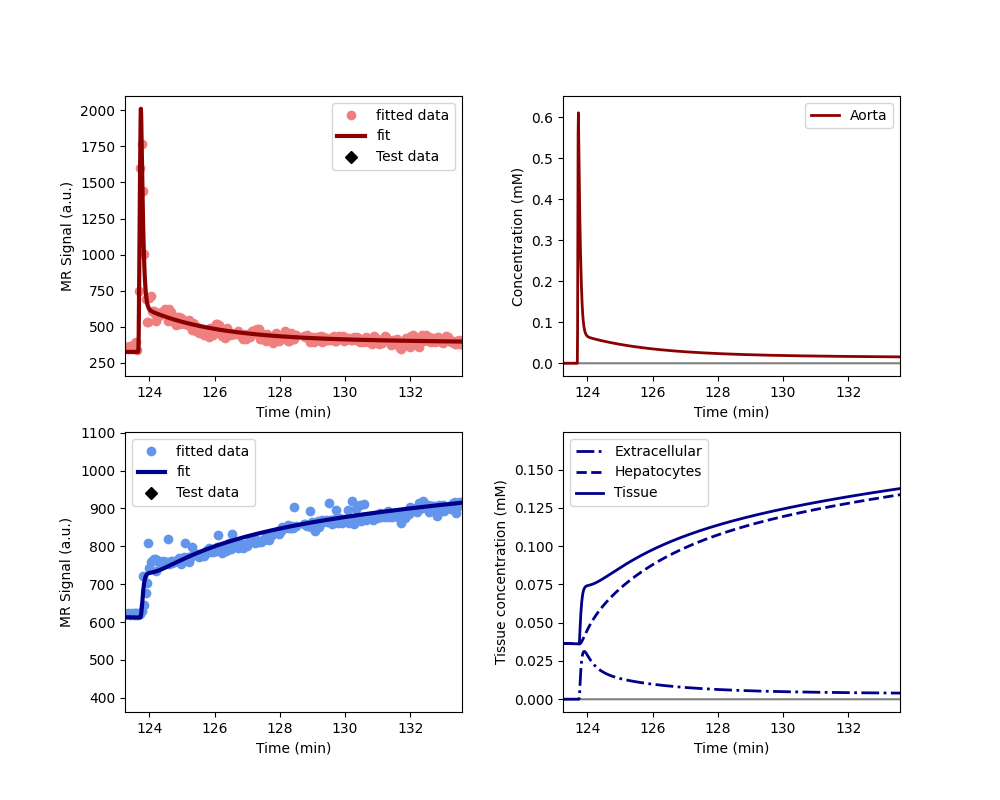 MR Signal (a.u.)
2000
1750
1500
1250
1000
750
500
250
fitted data
fit
Test data
124 126 128 130 132
Time (min)
Concentration (mM)
0.6
0.5
0.4
0.3
0.2
0.1
0.0
Aorta
124 126 128 130 132
Time (min)
MR Signal (a.u.)
1100
1000
900
800
700
600
500
400
fitted data
fit
Test data
124 126 128 130 132
Time (min)
Tissue concentration (mM)
0.150
0.125
0.100
0.075
0.050
0.025
0.000
Extracellular
Hepatocytes
Tissue
124 126 128 130 132
Time (min)